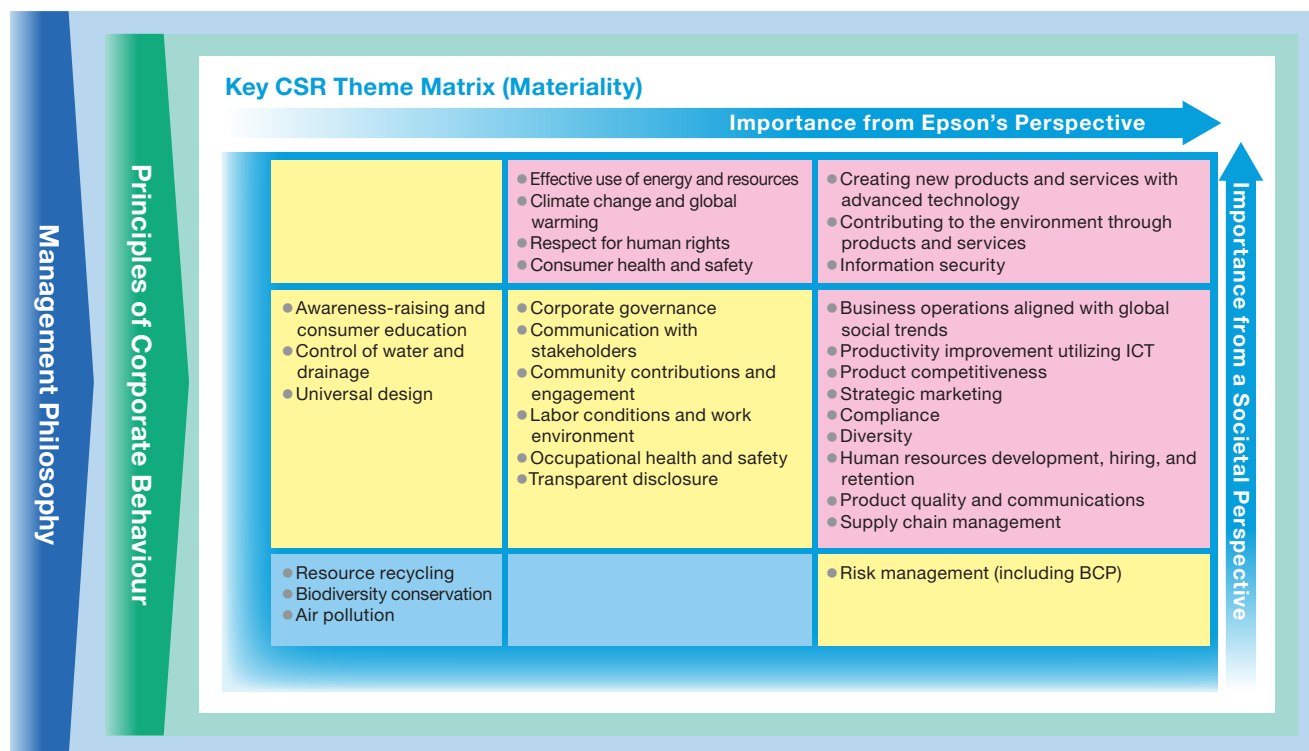 Management Philosophy
Principles of Corporate Behaviour
Key CSR Theme Matrix (Materiality)
Importance from Epson's Perspective
Importance from a Societal Perspective
● Effective use of energy and resources
● Climate change and global
warming
● Respect for human rights
● Consumer health and safety
● Creating new products and services with
advanced technology
● Contributing to the environment through
products and services
● Information security
● Awareness-raising and
consumer education
● Control of water and
drainage
● Universal design
● Corporate governance
● Communication with
stakeholders
● Community contributions and
engagement
● Labor conditions and work
environment
● Occupational health and safety
● Transparent disclosure
● Business operations aligned with global
social trends
● Productivity improvement utilizing ICT
● Product competitiveness
● Strategic marketing
● Compliance
● Diversity
● Human resources development, hiring, and
retention
● Product quality and communications
● Supply chain management
● Resource recycling
● Biodiversity conservation
● Air pollution
● Risk management (including BCP)